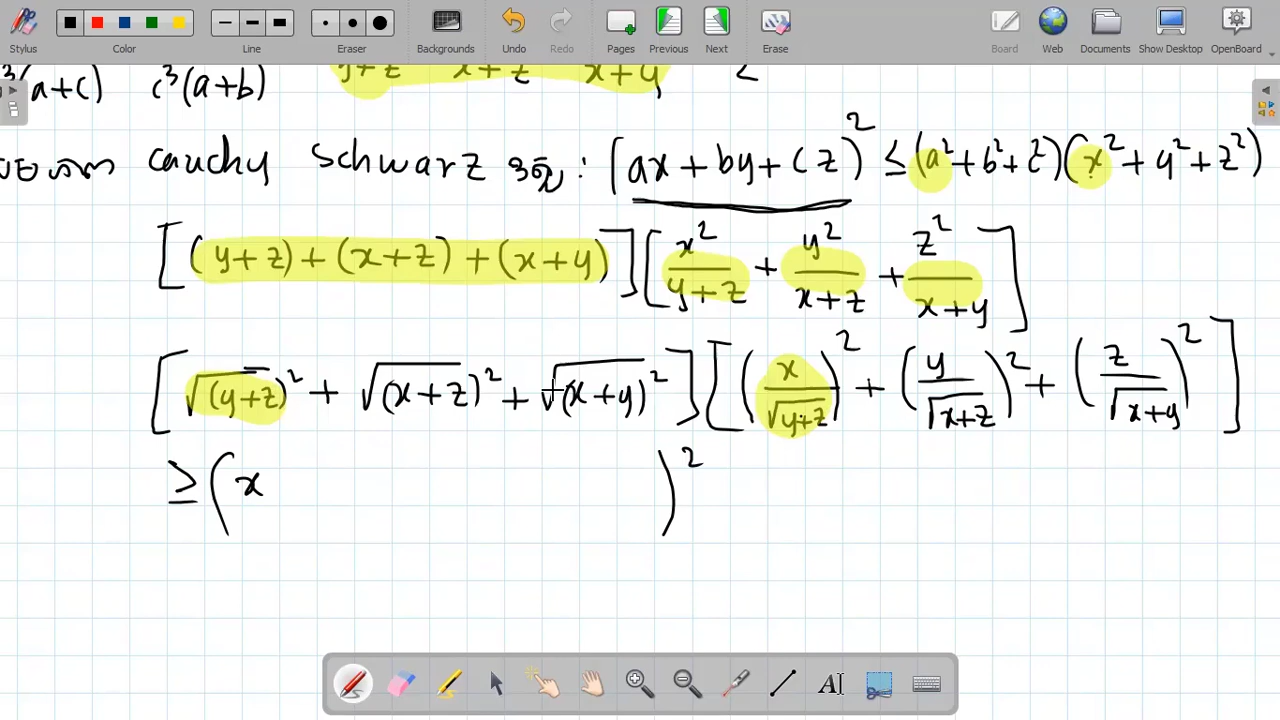 Stylus Color Line Eraser Backgrounds Undo Redo Pages Previous Next Erase Board Web Documents Show Desktop OpenBoard
³(a+c) c³(a+b) y+z x+z x+y 2
cauchy Schwarz : (ax+by+cz)² ≤ (a²+b²+c²)(x²+y²+z²)
[(y+z)+(x+z)+(x+y)][x²/(y+z) + y²/(x+z) + z²/(x+y)]
[√(y+z)² + √(x+z)² + √(x+y)²][(x/√(y+z))² + (y/√(x+z))² + (z/√(x+y))²]
≥(x )²